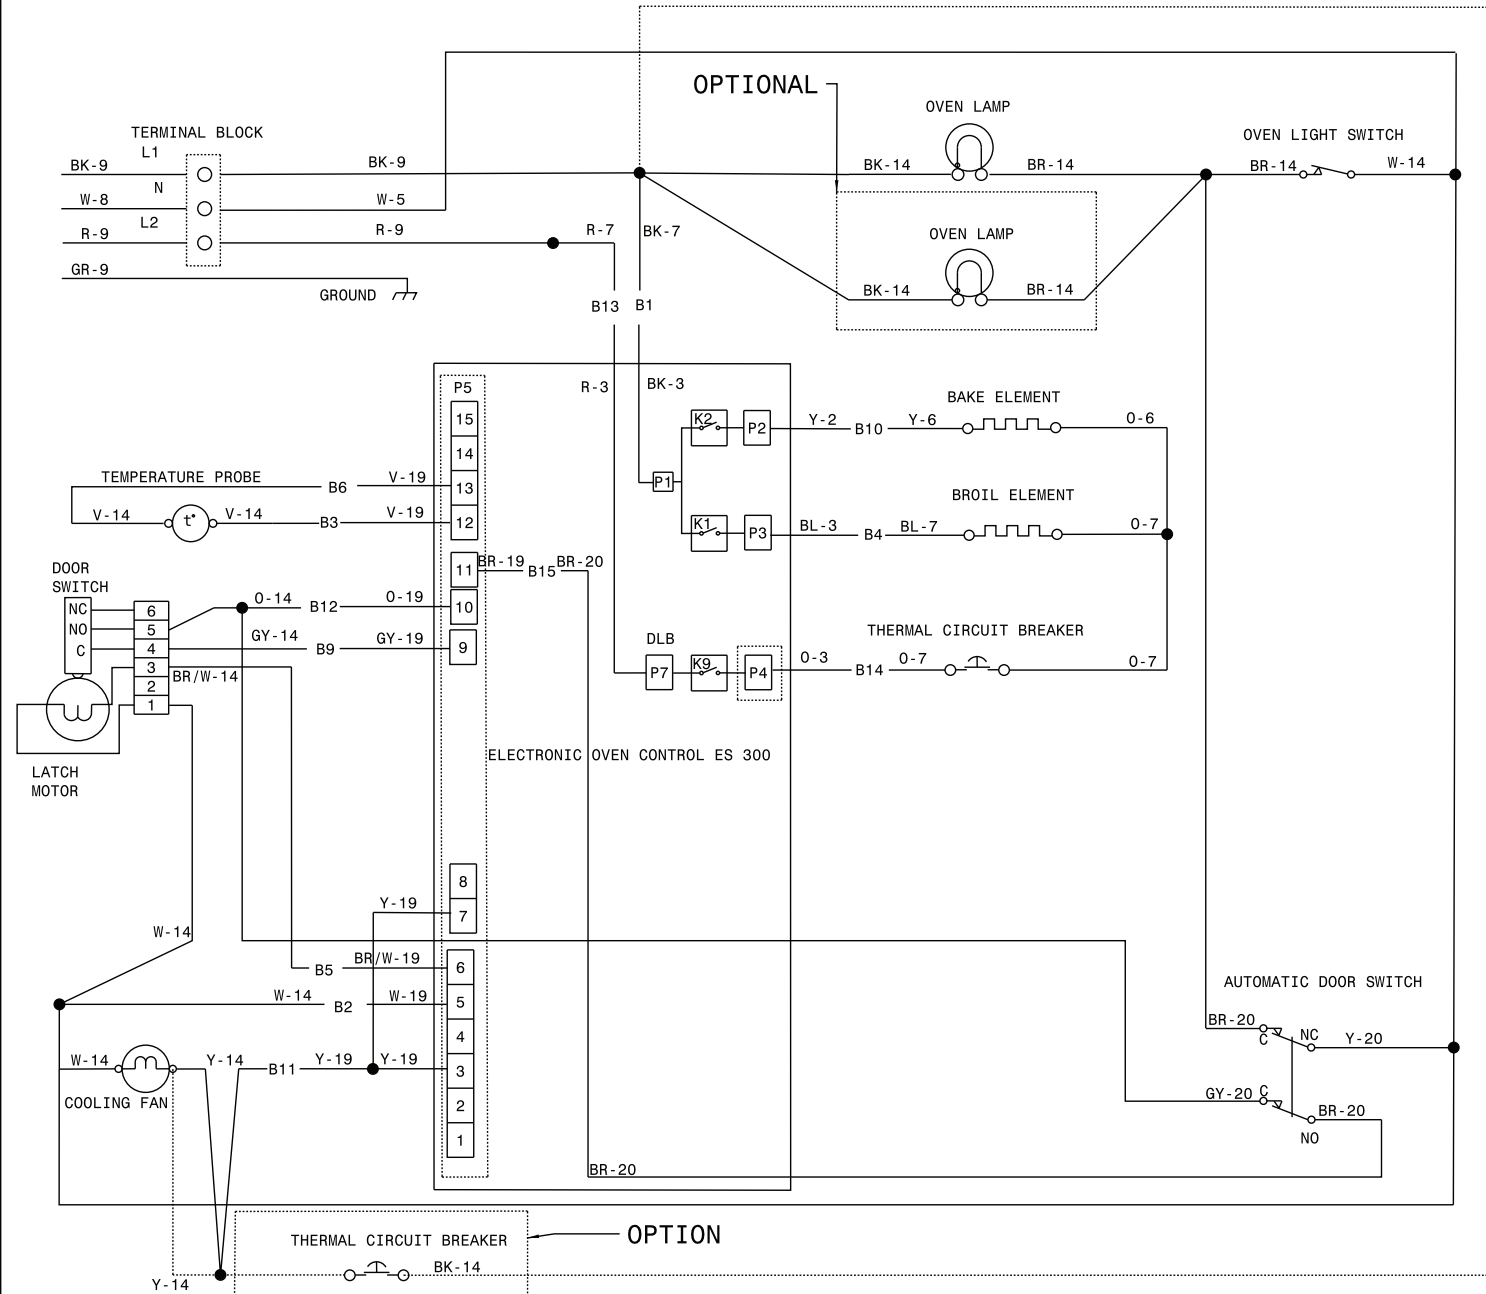 OPTIONAL
OVEN LAMP
OVEN LIGHT SWITCH
TERMINAL BLOCK
L1
BK-9
BK-9
BK-14
BR-14
BR-14
W-14
N
W-8
W-5
L2
R-9
R-9
R-7
BK-7
OVEN LAMP
GR-9
GROUND
BK-14
BR-14
B13
B1
P5
R-3
BK-3
BAKE ELEMENT
15
14
13
12
11
10
9
K2
P2
Y-2
B10
Y-6
O-6
P1
TEMPERATURE PROBE
B6
V-19
V-14
t°
V-14
B3
V-19
BROIL ELEMENT
K1
P3
BL-3
B4
BL-7
O-7
BR-19
B15
BR-20
DOOR
SWITCH
NC
NO
C
6
5
4
3
2
1
O-14
B12
O-19
GY-14
B9
GY-19
BR/W-14
DLB
P7
K9
P4
THERMAL CIRCUIT BREAKER
O-3
B14
O-7
O-7
ELECTRONIC OVEN CONTROL ES 300
LATCH
MOTOR
8
7
Y-19
W-14
6
5
4
3
2
1
B5
BR/W-19
W-14
B2
W-19
AUTOMATIC DOOR SWITCH
BR-20
C
NC
Y-20
W-14
Y-14
B11
Y-19
Y-19
COOLING FAN
GY-20
C
BR-20
NO
BR-20
OPTION
THERMAL CIRCUIT BREAKER
BK-14
Y-14